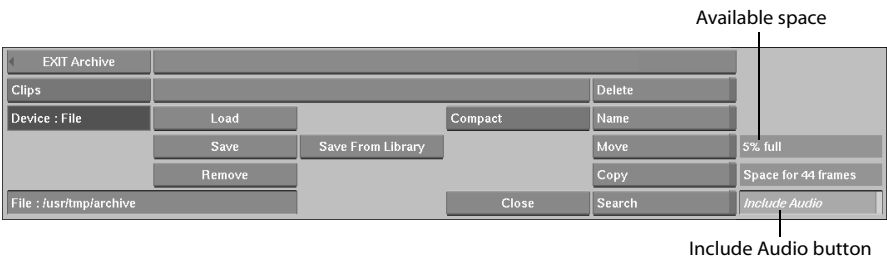 Available space
EXIT Archive
Clips
Delete
Device : File
Load
Compact
Name
Save
Save From Library
Move
5% full
Remove
Copy
Space for 44 frames
File : /usr/tmp/archive
Close
Search
Include Audio
Include Audio button